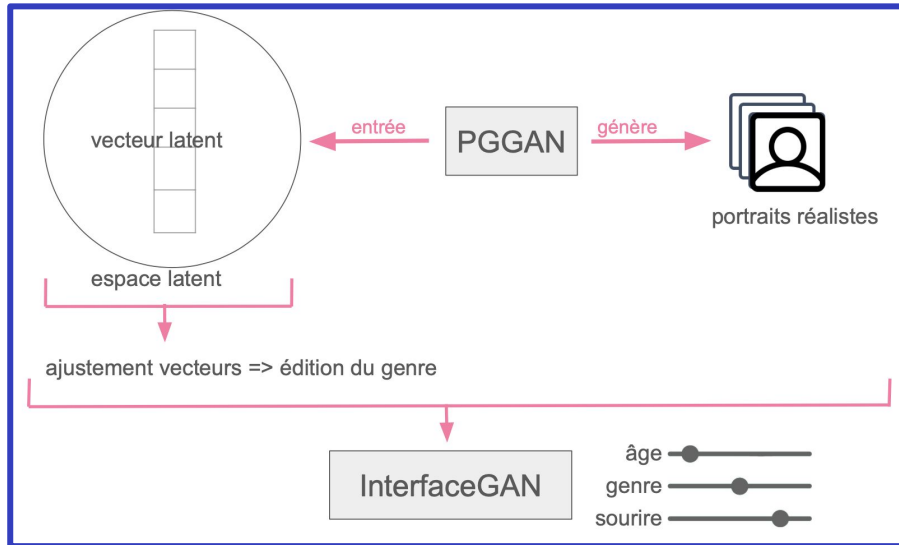 vecteur latent
entrée
PGGAN
génère
portraits réalistes
espace latent
ajustement vecteurs => édition du genre
InterfaceGAN
âge
genre
sourire